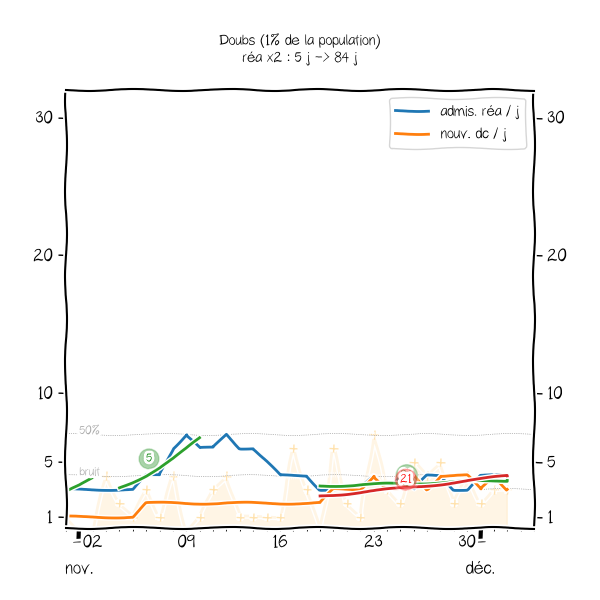 Doubs (1% de la population)
réa x2 : 5 j -> 84 j
admis. réa / j
nouv. dc / j
30 30
20 20
10 10
50%
5 5
5
bruit
21
1 1
02 09 16 23 30
nov. déc.